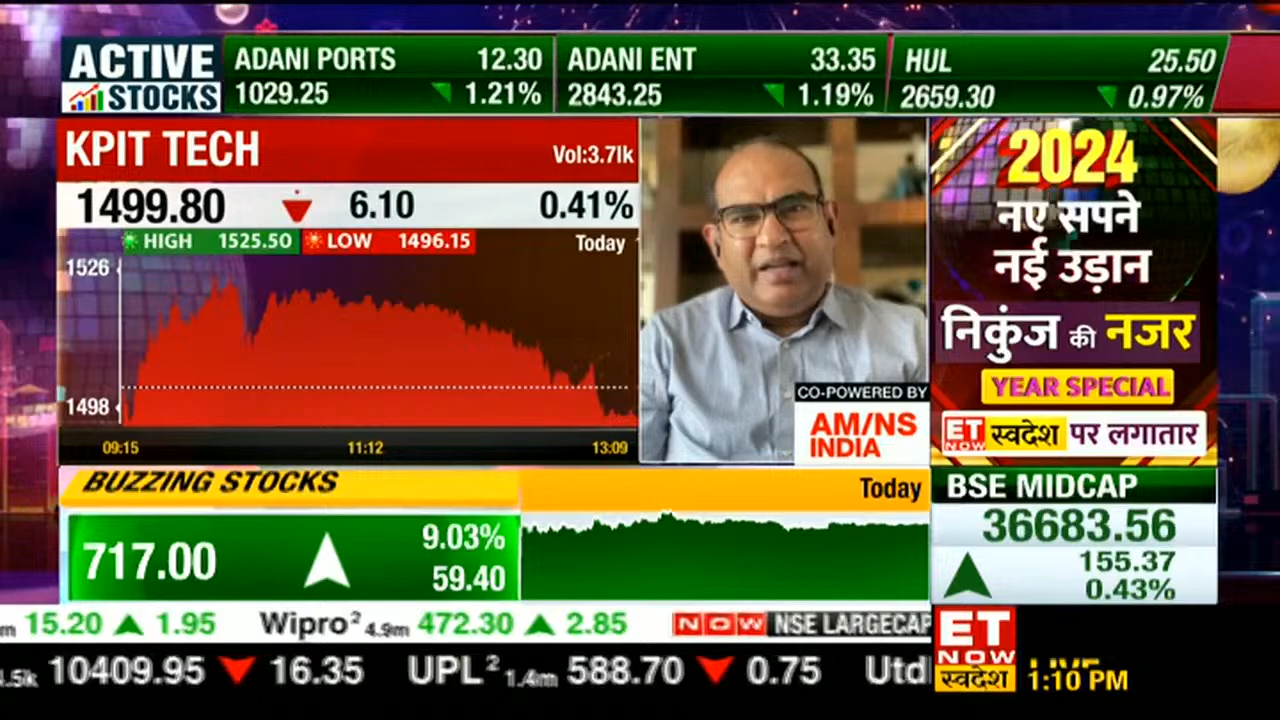 ACTIVE
STOCKS
ADANI PORTS 12.30
1029.25 1.21%
ADANI ENT 33.35
2843.25 1.19%
HUL 25.50
2659.30 0.97%
KPIT TECH
Vol:3.7lk
1499.80 6.10 0.41%
HIGH 1525.50 LOW 1496.15 Today
1526
1498
09:15 11:12 13:09
CO-POWERED BY
AM/NS
INDIA
2024
नए सपने
नई उड़ान
निकुंज की नजर
YEAR SPECIAL
ET NOW स्वदेश पर लगातार
BUZZING STOCKS
Today
717.00
9.03%
59.40
BSE MIDCAP
36683.56
155.37
0.43%
m 15.20 1.95 Wipro² 4.9m 472.30 2.85 NOW NSE LARGECAP
.5k 10409.95 16.35 UPL² 1.4m 588.70 0.75 Utd
ET
NOW
स्वदेश
1:10 PM